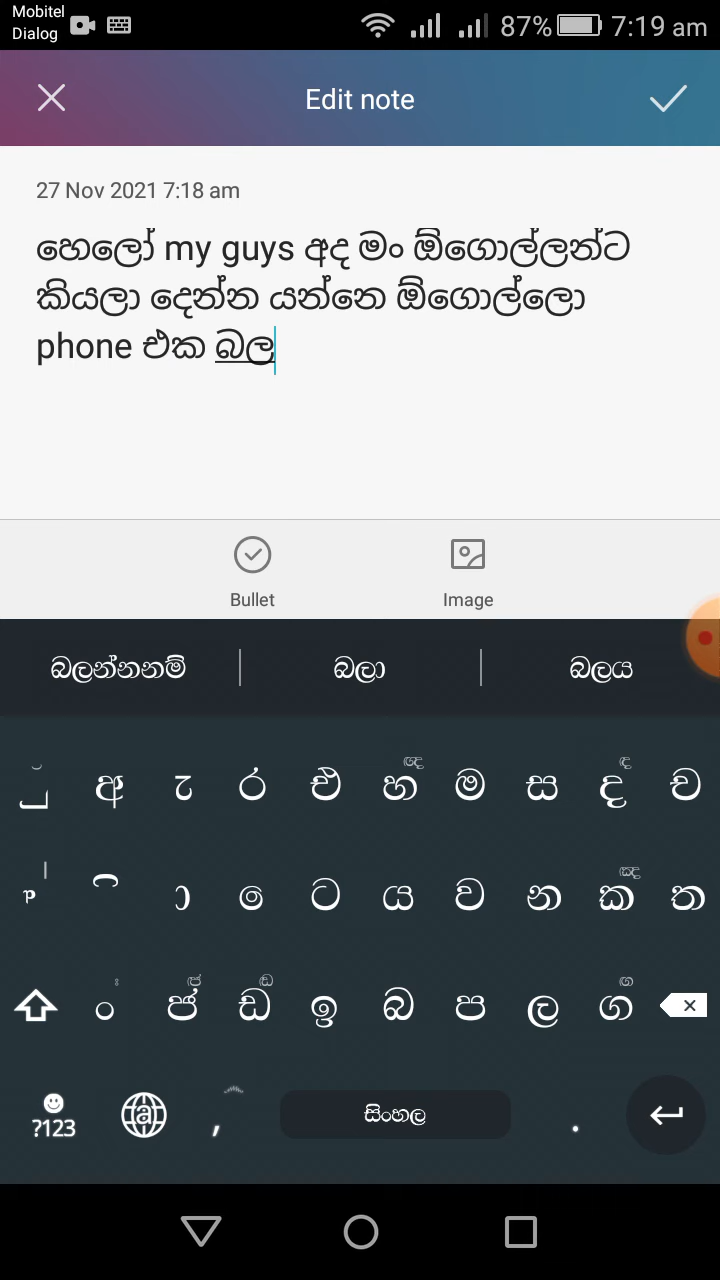 Mobitel
Dialog
87% 7:19 am
Edit note
27 Nov 2021 7:18 am
හෙලෝ my guys අද මං ඕගොල්ලන්ට
කියලා දෙන්න යන්නෙ ඕගොල්ලො
phone එක බල
Bullet Image
බලන්නනම් බලා බලය
ු අ ැ ර එ හ ඥ ම ස ද ඳ ච
ි ා ෙ ට ය ව න ක ඤ ත
ං ඃ ජ ඡ ඩ ඬ ඉ බ ප ල ග ඟ
?123 a , සිංහල .